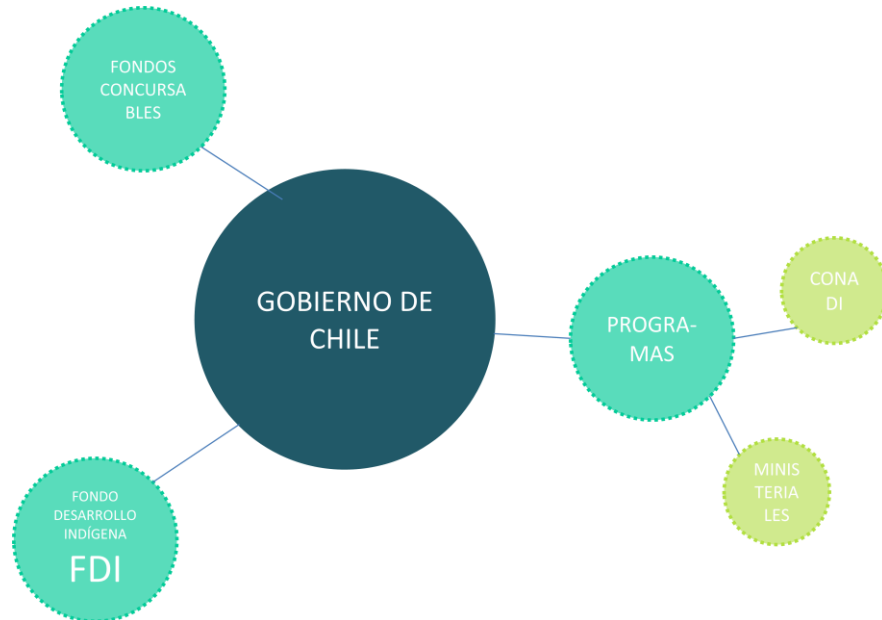 FONDOS
CONCURSA
BLES
GOBIERNO DE
CHILE
PROGRA-
MAS
CONA
DI
MINIS
TERIA
LES
FONDO
DESARROLLO
INDÍGENA
FDI